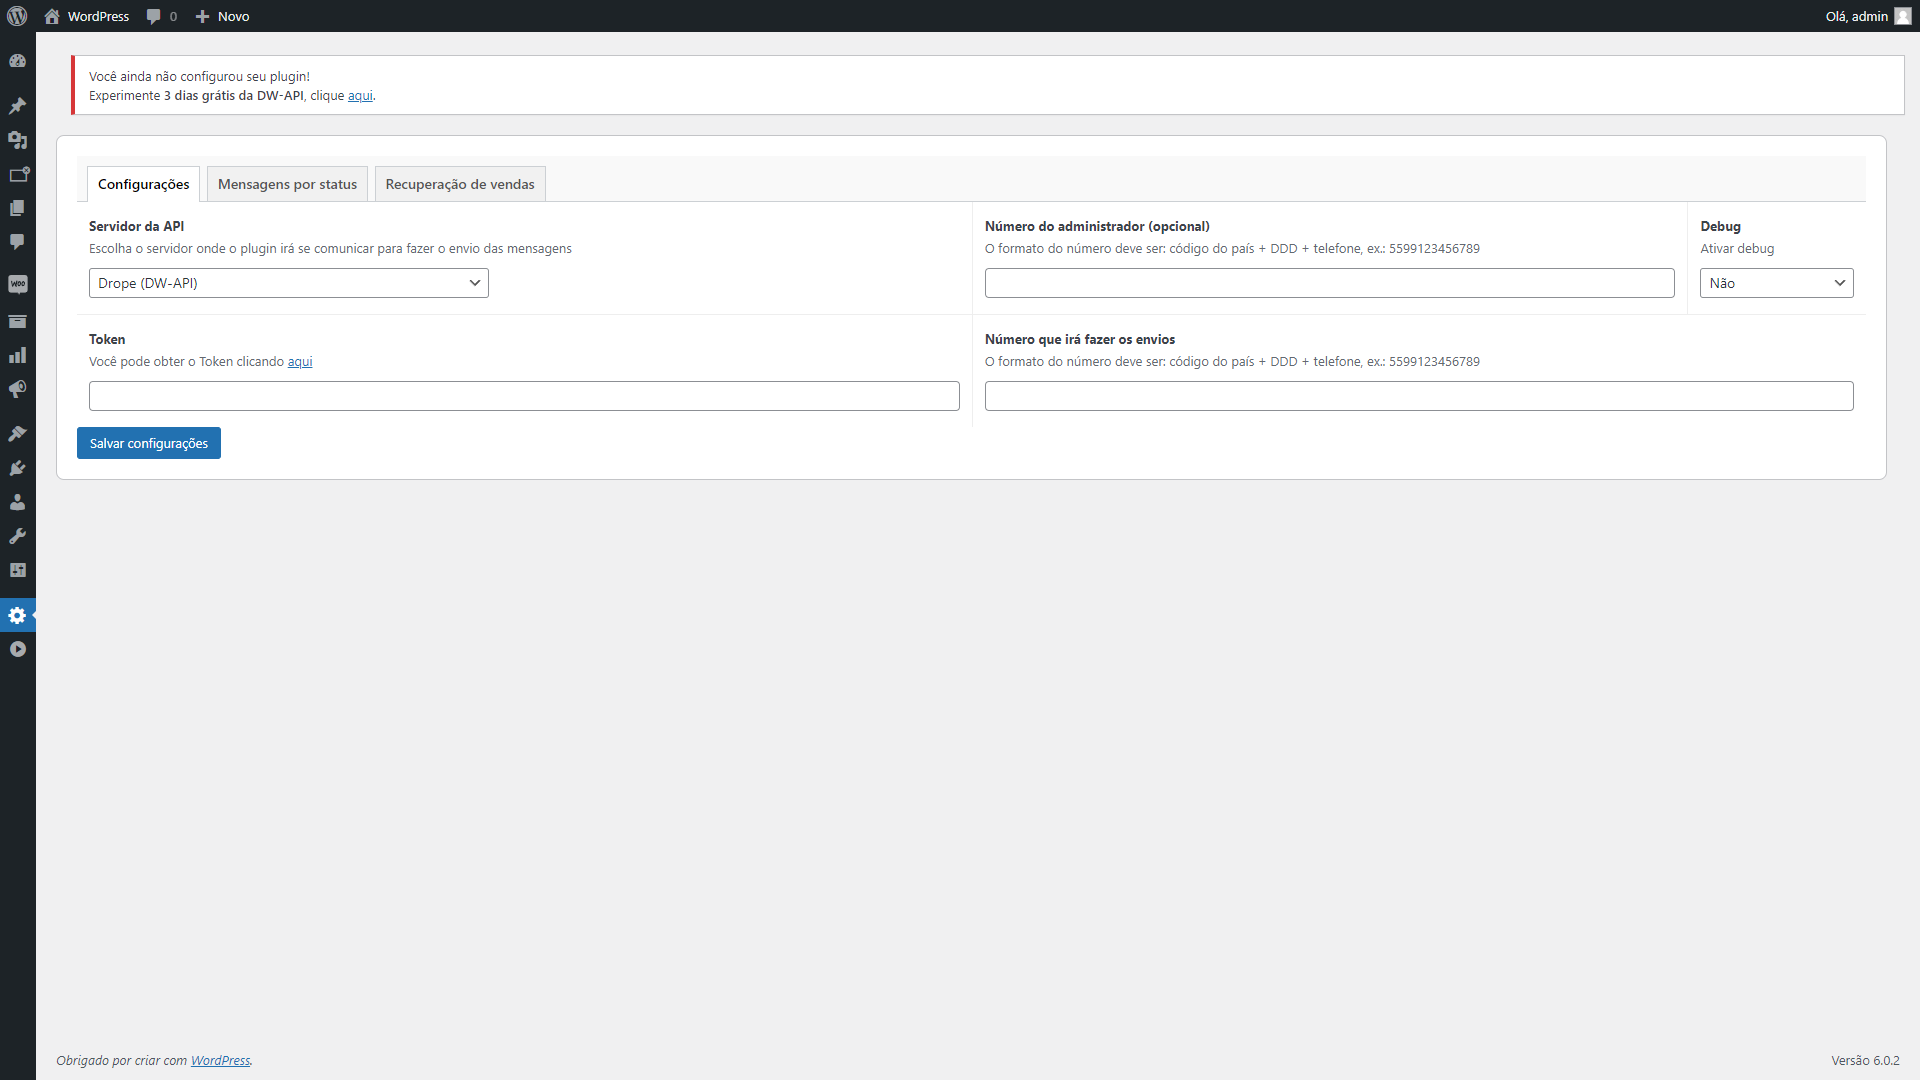 WordPress 0 Novo Olá, admin
Você ainda não configurou seu plugin!
Experimente 3 dias grátis da DW-API, clique aqui.
Configurações Mensagens por status Recuperação de vendas
Servidor da API
Escolha o servidor onde o plugin irá se comunicar para fazer o envio das mensagens
Drope (DW-API)
Número do administrador (opcional)
O formato do número deve ser: código do país + DDD + telefone, ex.: 5599123456789
Debug
Ativar debug
Não
Token
Você pode obter o Token clicando aqui
Número que irá fazer os envios
O formato do número deve ser: código do país + DDD + telefone, ex.: 5599123456789
Salvar configurações
WOO
Obrigado por criar com WordPress.
Versão 6.0.2